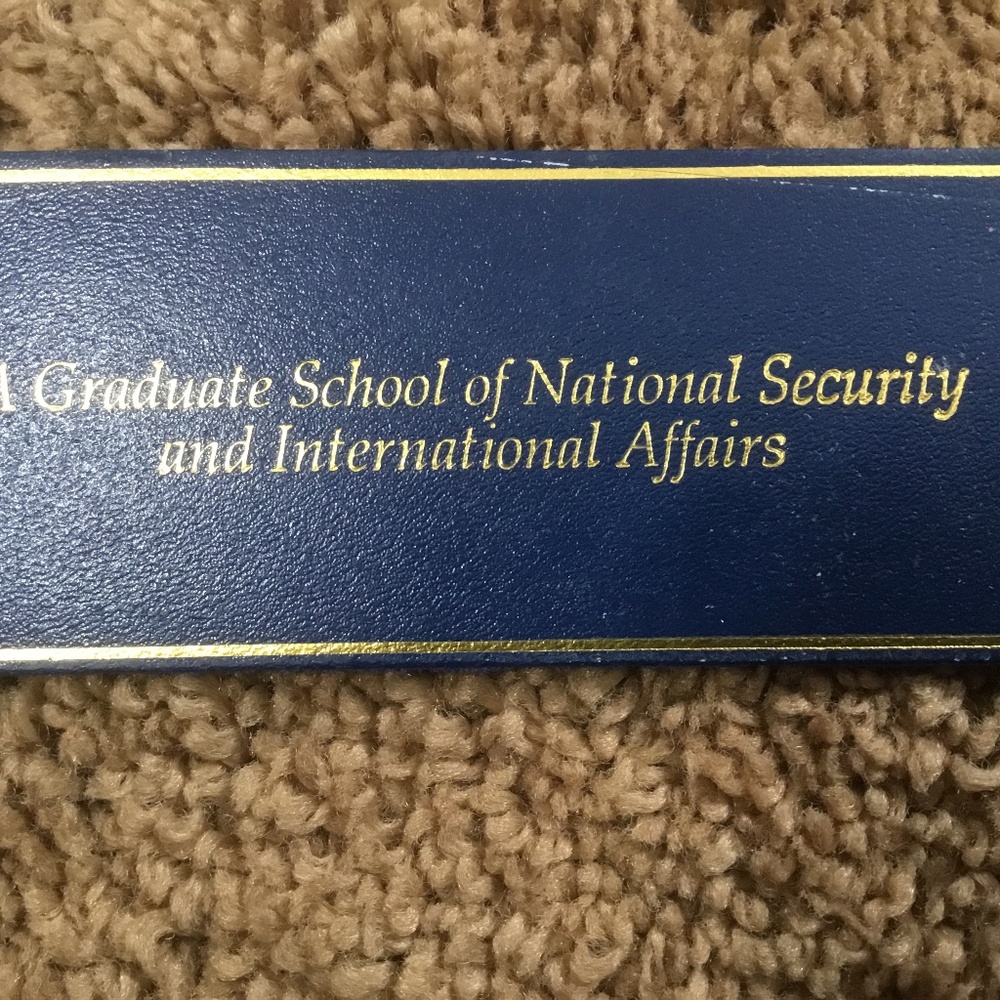 A Graduate School of National Security
and International Affairs